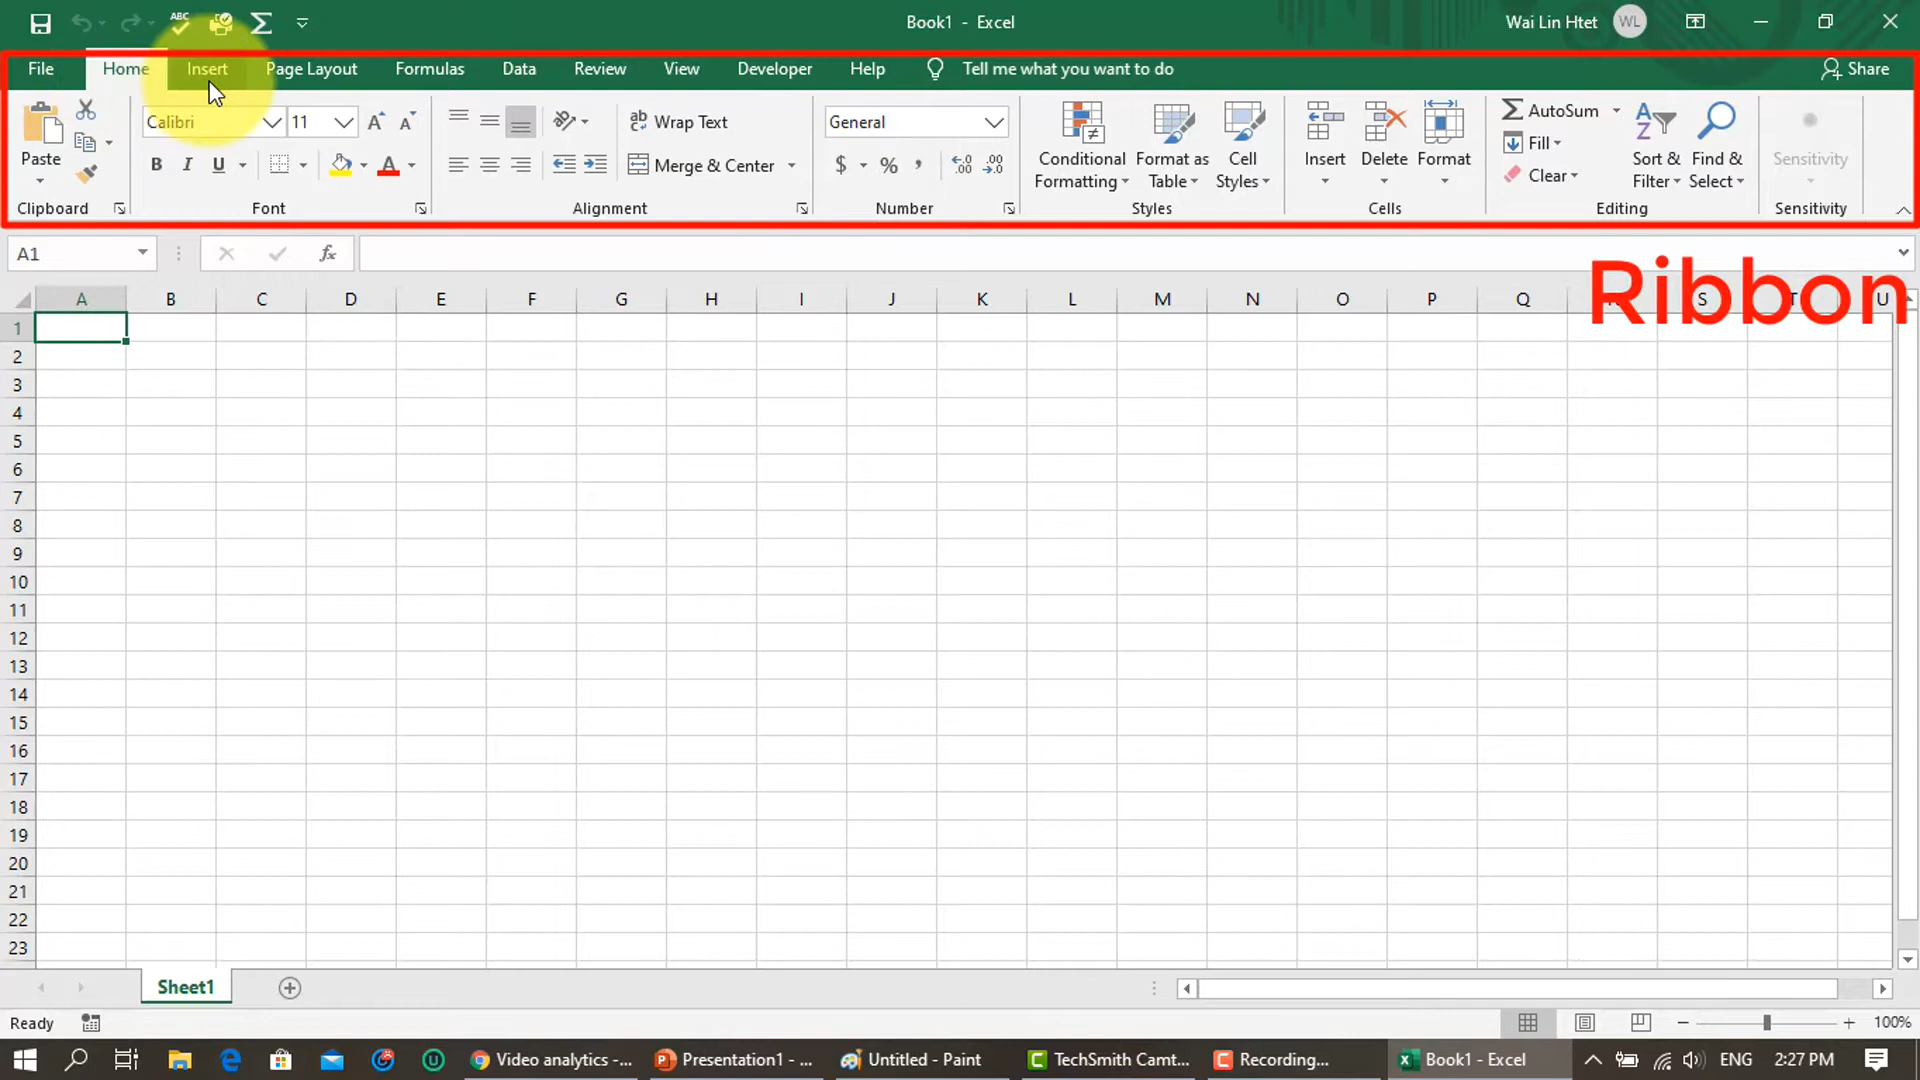 ABC
Book1 - Excel
Wai Lin Htet WL
File Home Insert Page Layout Formulas Data Review View Developer Help Tell me what you want to do Share
Calibri 11 Wrap Text General AutoSum
Paste B I U A Merge & Center $ % , Conditional Formatting Format as Table Cell Styles Insert Delete Format Fill Clear Sort & Filter Find & Select Sensitivity
Clipboard Font Alignment Number Styles Cells Editing Sensitivity
A1 fx
Ribbon
A B C D E F G H I J K L M N O P Q S T U
1
2
3
4
5
6
7
8
9
10
11
12
13
14
15
16
17
18
19
20
21
22
23
Sheet1
Ready 100%
Video analytics -... Presentation1 - ... Untitled - Paint TechSmith Camt... Recording... Book1 - Excel ENG 2:27 PM